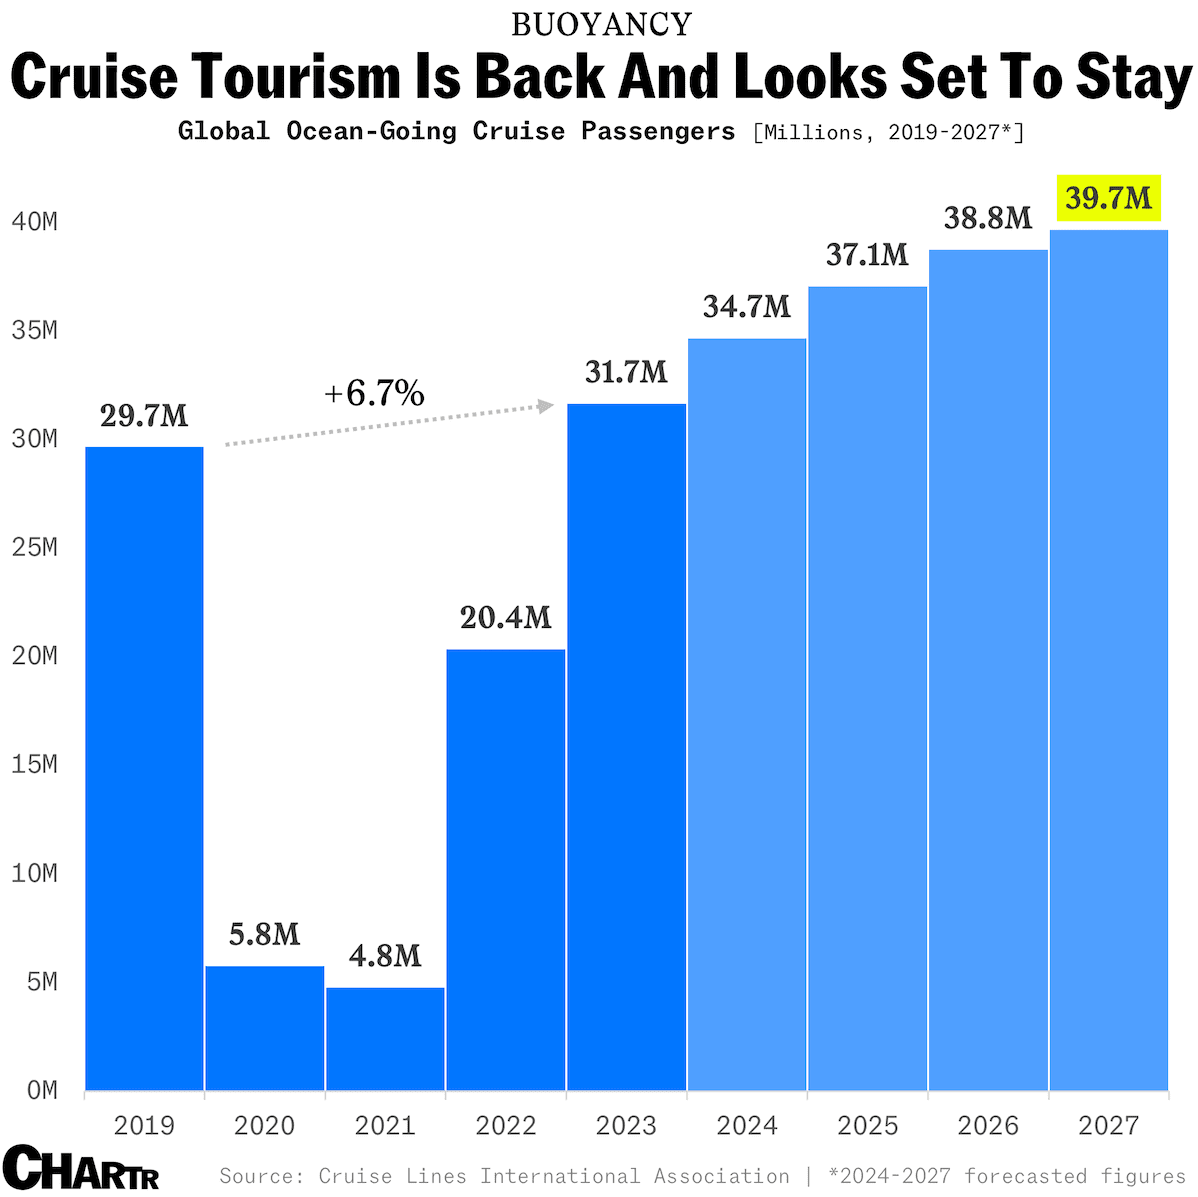 BUOYANCY
Cruise Tourism Is Back And Looks Set To Stay
Global Ocean-Going Cruise Passengers [Millions, 2019-2027*]
40M
35M
30M
25M
20M
15M
10M
5M
0M
29.7M
5.8M
4.8M
20.4M
31.7M
34.7M
37.1M
38.8M
39.7M
+6.7%
2019 2020 2021 2022 2023 2024 2025 2026 2027
CHARTR
Source: Cruise Lines International Association | *2024-2027 forecasted figures